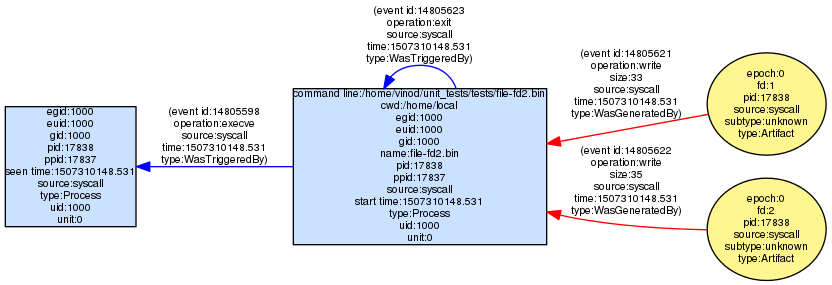 (event id:14805623
operation:exit
source:syscall
time:1507310148.531
type:WasTriggeredBy)
egid:1000
euid:1000
gid:1000
pid:17838
ppid:17837
seen time:1507310148.531
source:syscall
type:Process
uid:1000
unit:0
(event id:14805598
operation:execve
source:syscall
time:1507310148.531
type:WasTriggeredBy)
command line:/home/vinod/unit_tests/tests/file-fd2.bin
cwd:/home/local
egid:1000
euid:1000
gid:1000
name:file-fd2.bin
pid:17838
ppid:17837
source:syscall
start time:1507310148.531
type:Process
uid:1000
unit:0
(event id:14805621
operation:write
size:33
source:syscall
time:1507310148.531
type:WasGeneratedBy)
(event id:14805622
operation:write
size:35
source:syscall
time:1507310148.531
type:WasGeneratedBy)
epoch:0
fd:1
pid:17838
source:syscall
subtype:unknown
type:Artifact
epoch:0
fd:2
pid:17838
source:syscall
subtype:unknown
type:Artifact